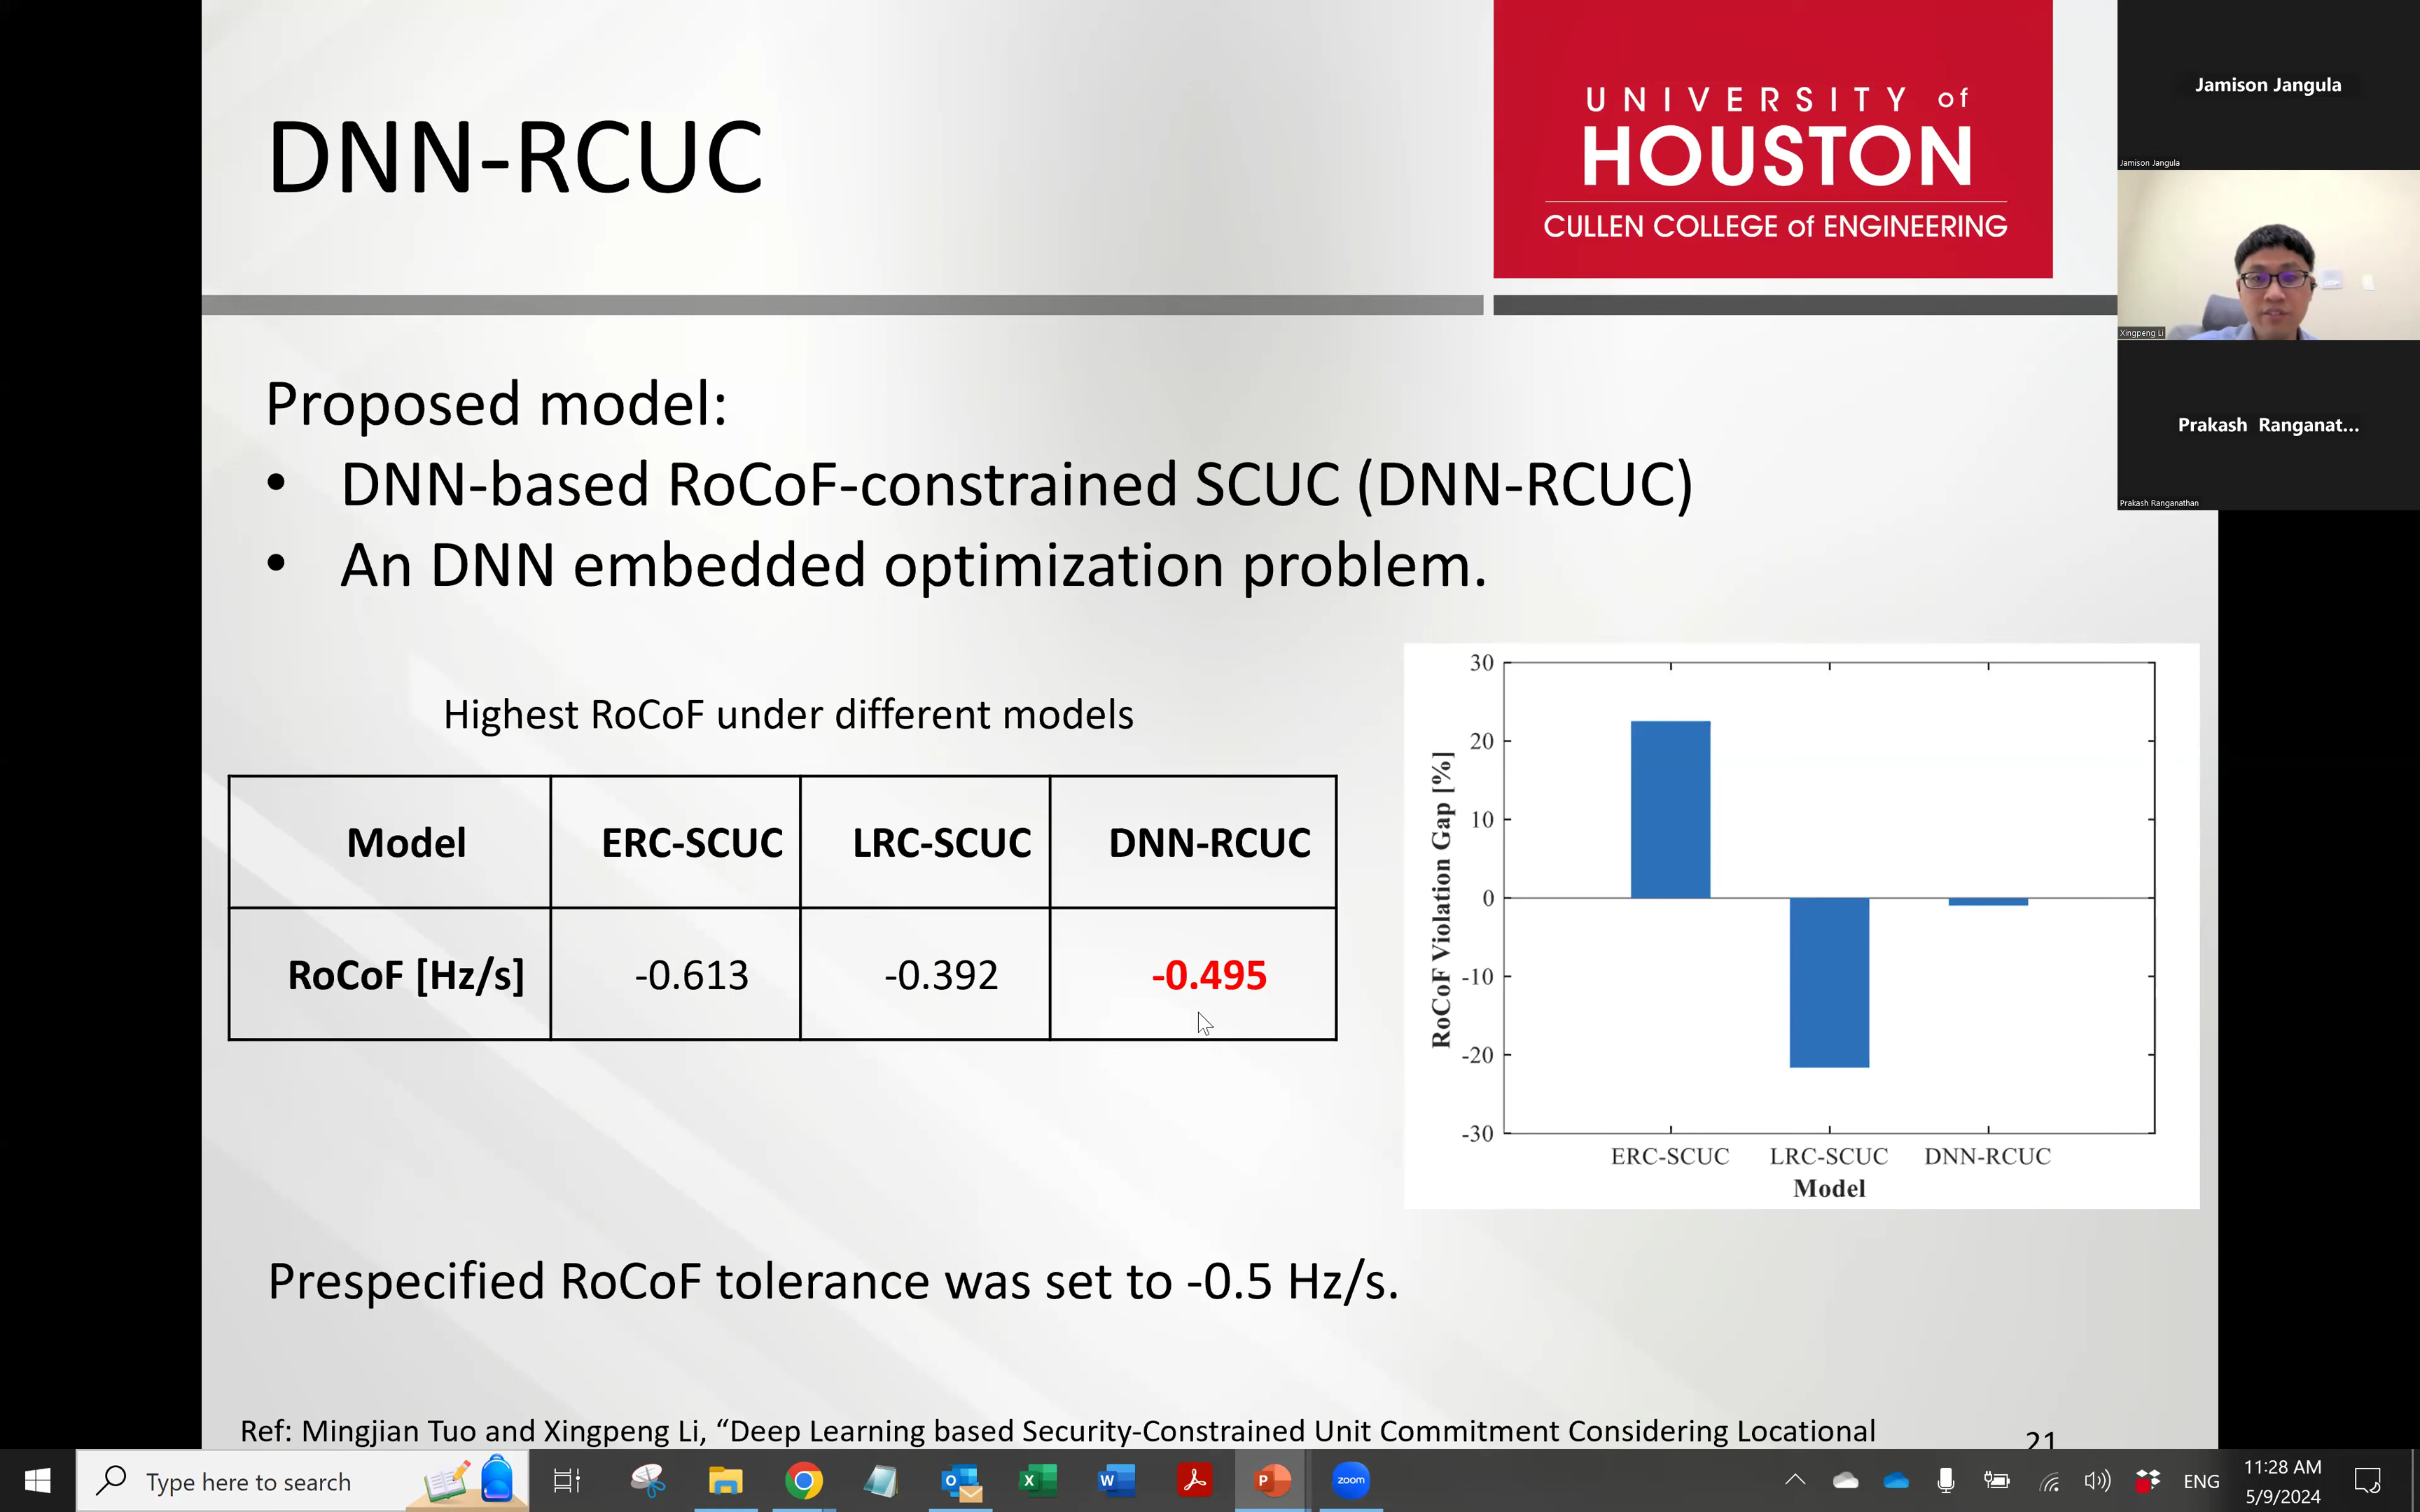 DNN-RCUC
UNIVERSITY of
HOUSTON
CULLEN COLLEGE of ENGINEERING
Jamison Jangula
Jamison Jangula
Xingpeng Li
Prakash Ranganat...
Prakash Ranganathan
Proposed model:
• DNN-based RoCoF-constrained SCUC (DNN-RCUC)
• An DNN embedded optimization problem.
Highest RoCoF under different models
Model ERC-SCUC LRC-SCUC DNN-RCUC
RoCoF [Hz/s] -0.613 -0.392 -0.495
RoCoF Violation Gap [%]
30
20
10
0
-10
-20
-30
ERC-SCUC LRC-SCUC DNN-RCUC
Model
Prespecified RoCoF tolerance was set to -0.5 Hz/s.
Ref: Mingjian Tuo and Xingpeng Li, “Deep Learning based Security-Constrained Unit Commitment Considering Locational
21
Type here to search
zoom
ENG
11:28 AM
5/9/2024